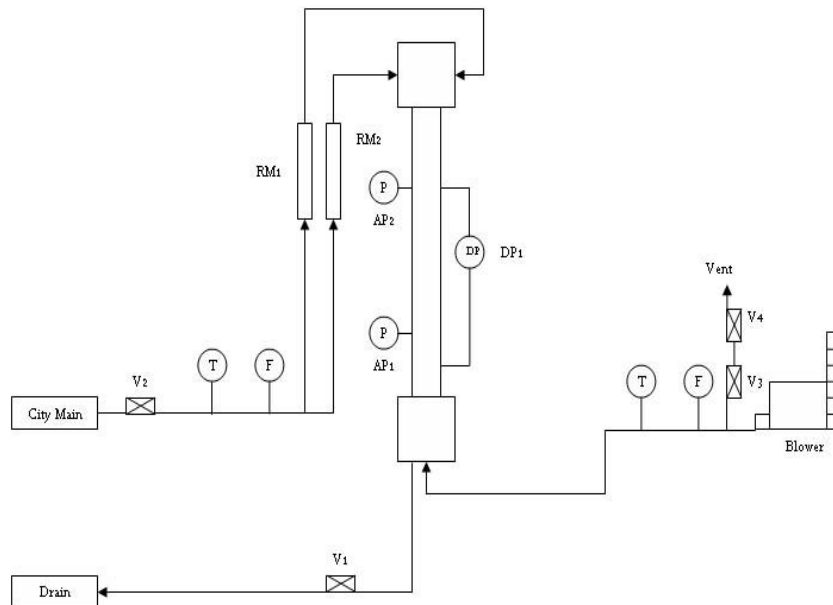 RM2
RM1
P
AP2
DP
DP1
Vent
V4
P
AP1
V2
T
F
T
F
V3
City Main
Blower
V1
Drain